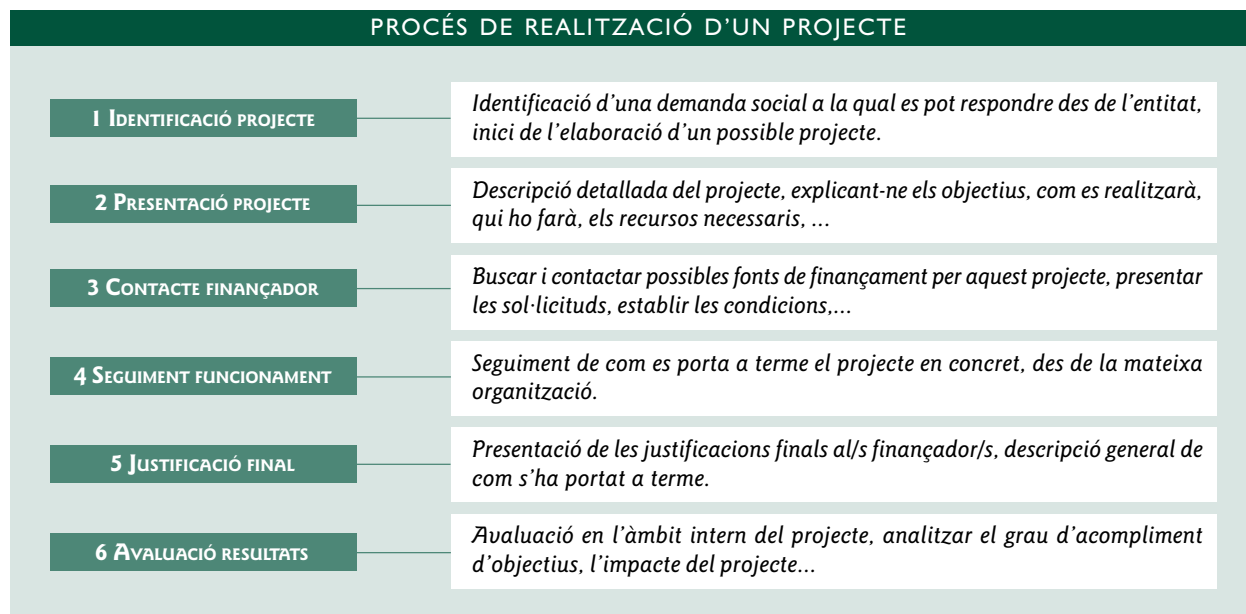 PROCÉS DE REALITZACIÓ D'UN PROJECTE
1 IDENTIFICACIÓ PROJECTE
Identificació d'una demanda social a la qual es pot respondre des de l'entitat,
inici de l'elaboració d'un possible projecte.
2 PRESENTACIÓ PROJECTE
Descripció detallada del projecte, explicant-ne els objectius, com es realitzarà,
qui ho farà, els recursos necessaris, ...
3 CONTACTE FINANÇADOR
Buscar i contactar possibles fonts de finançament per aquest projecte, presentar
les sol·licituds, establir les condicions,...
4 SEGUIMENT FUNCIONAMENT
Seguiment de com es porta a terme el projecte en concret, des de la mateixa
organització.
5 JUSTIFICACIÓ FINAL
Presentació de les justificacions finals al/s finançador/s, descripció general de
com s'ha portat a terme.
6 AVALUACIÓ RESULTATS
Avaluació en l'àmbit intern del projecte, analitzar el grau d'acompliment
d'objectius, l'impacte del projecte...